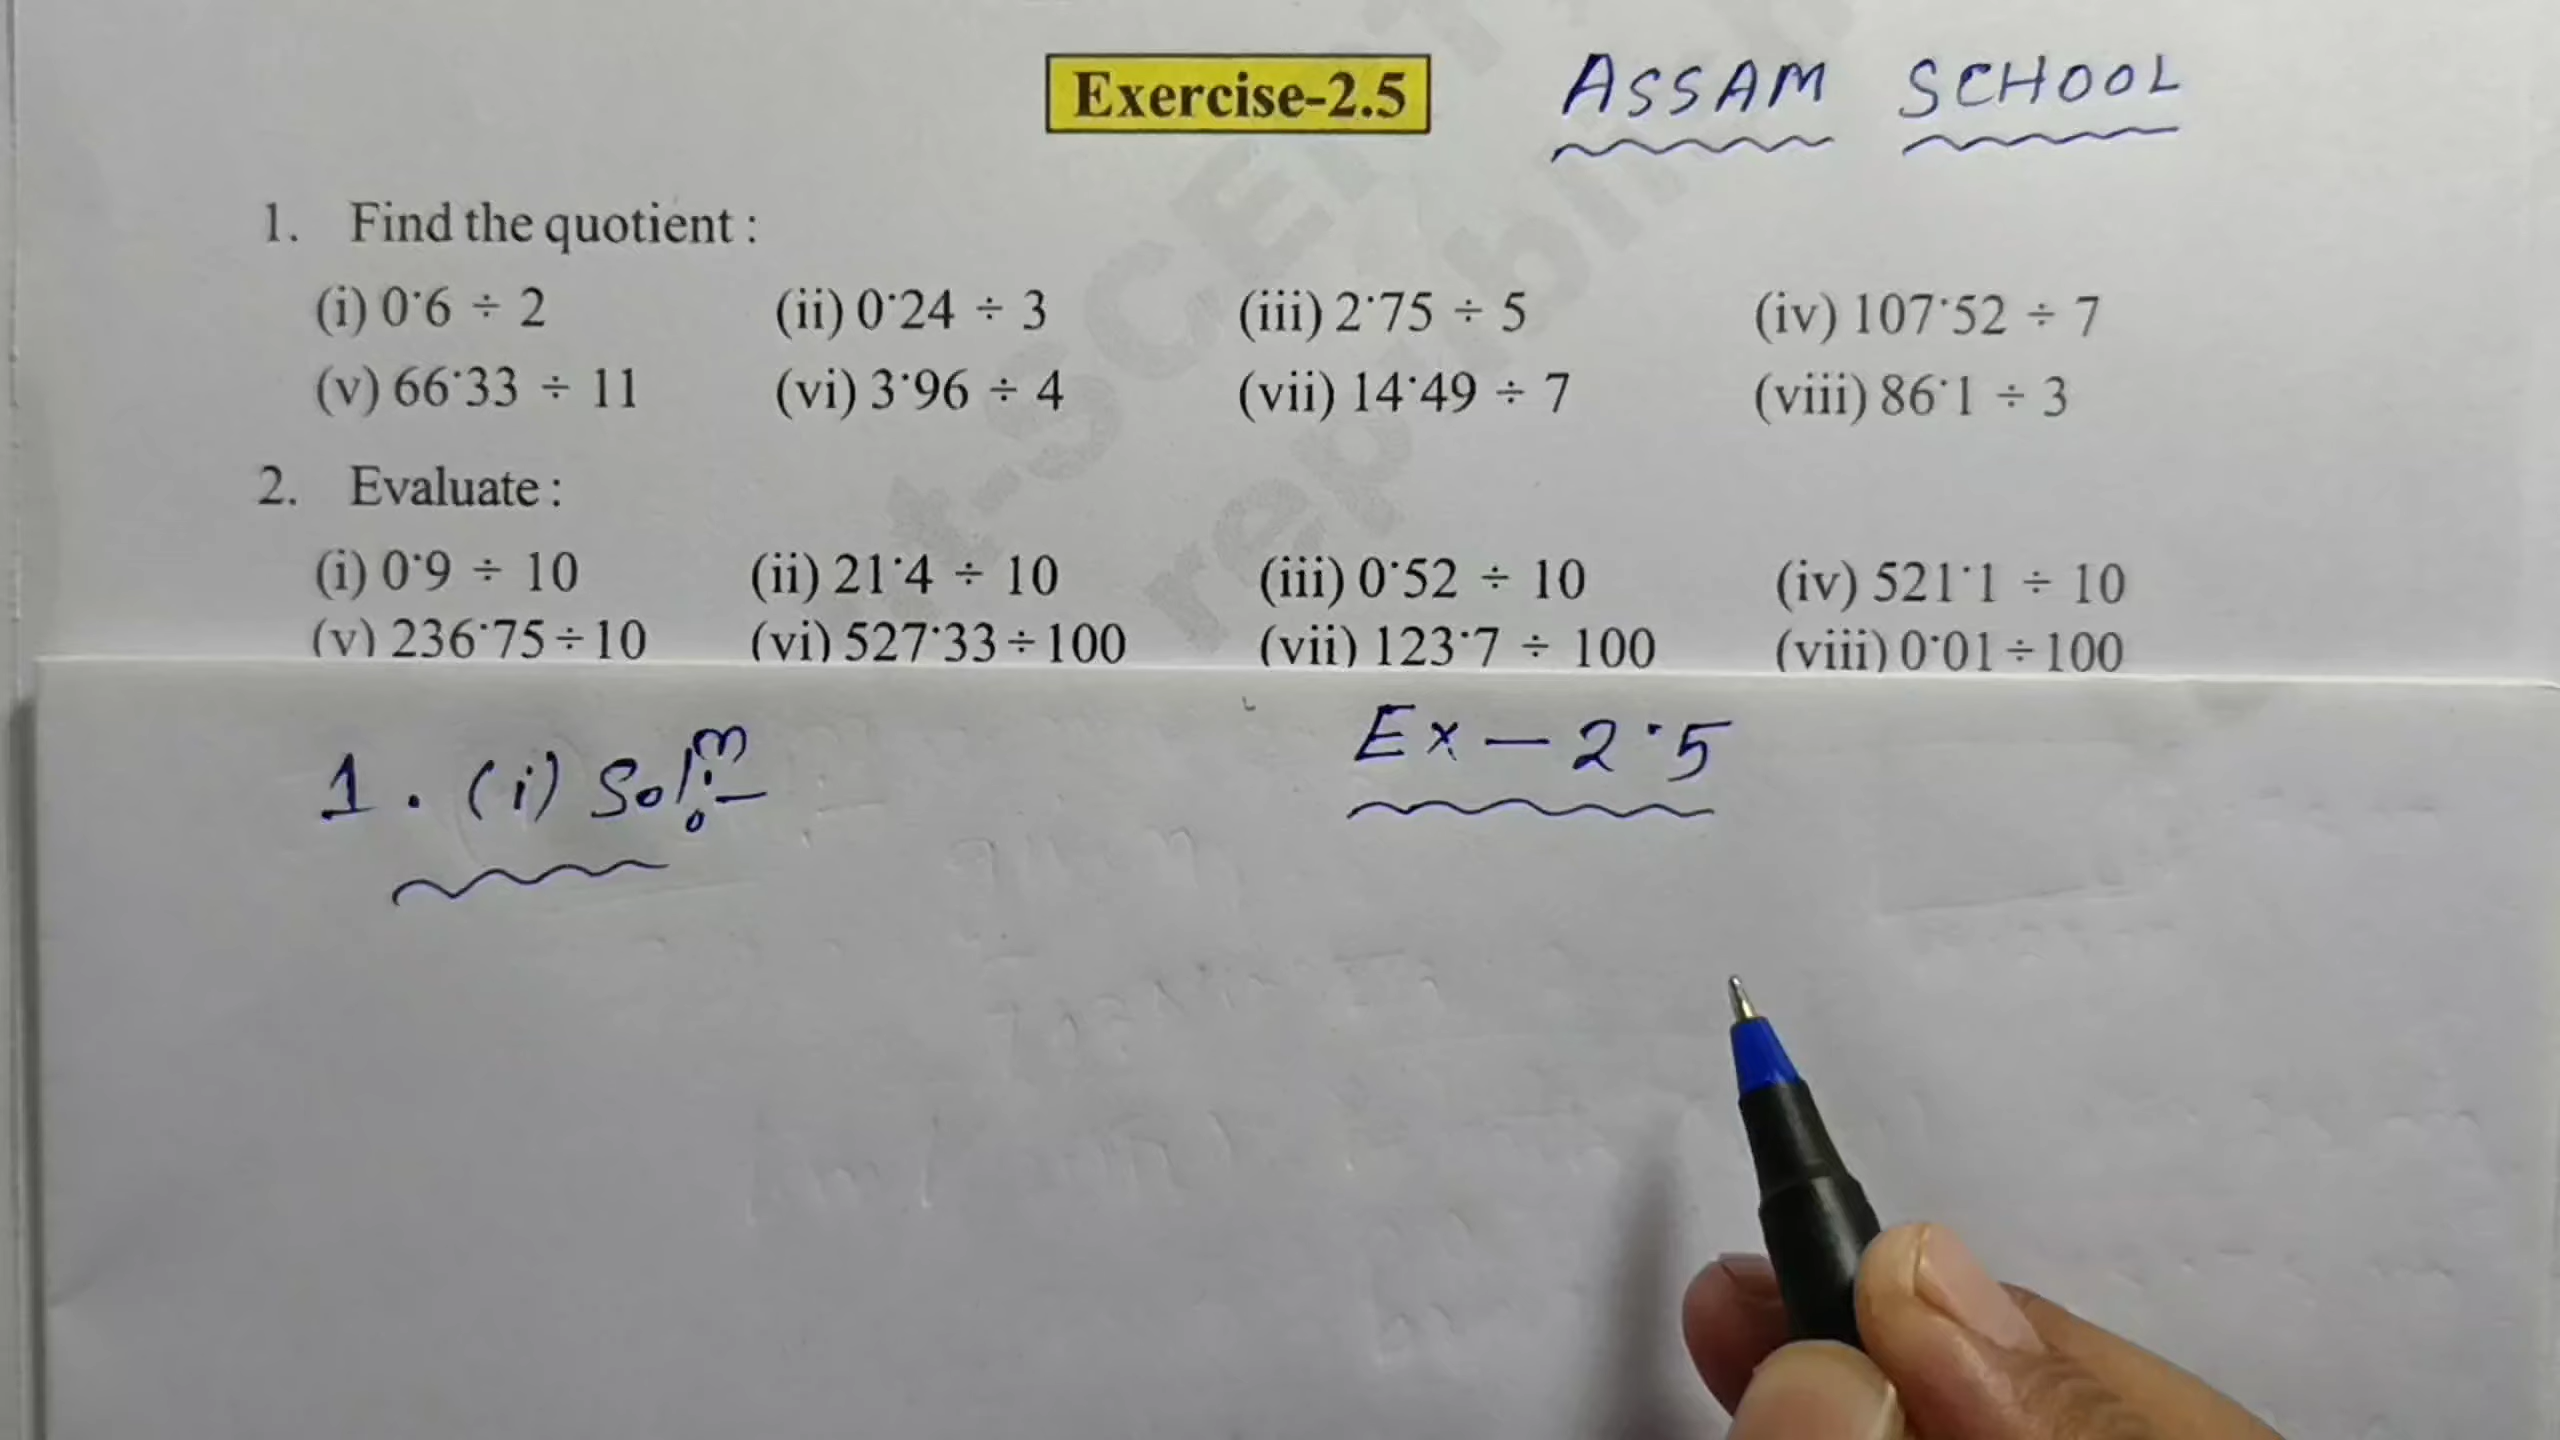 Exercise-2.5 ASSAM SCHOOL
1. Find the quotient :
(i) 0·6 ÷ 2 (ii) 0·24 ÷ 3 (iii) 2·75 ÷ 5 (iv) 107·52 ÷ 7
(v) 66·33 ÷ 11 (vi) 3·96 ÷ 4 (vii) 14·49 ÷ 7 (viii) 86·1 ÷ 3
2. Evaluate :
(i) 0·9 ÷ 10 (ii) 21·4 ÷ 10 (iii) 0·52 ÷ 10 (iv) 521·1 ÷ 10
(v) 236·75 ÷ 10 (vi) 527·33 ÷ 100 (vii) 123·7 ÷ 100 (viii) 0·01 ÷ 100
Ex — 2·5
1. (i) Solⁿ:-